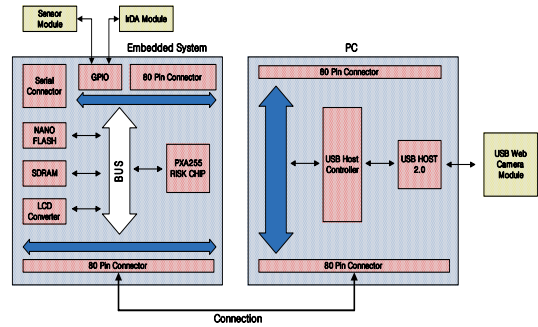 Sensor
Module
IrDA Module
Embedded System
PC
Serial
Connector
GPIO
80 Pin Connector
80 Pin Connector
NANO
FLASH
SDRAM
LCD
Converter
BUS
PXA255
RISK CHIP
USB Host
Controller
USB HOST
2.0
USB Web
Camera
Module
80 Pin Connector
80 Pin Connector
Connection